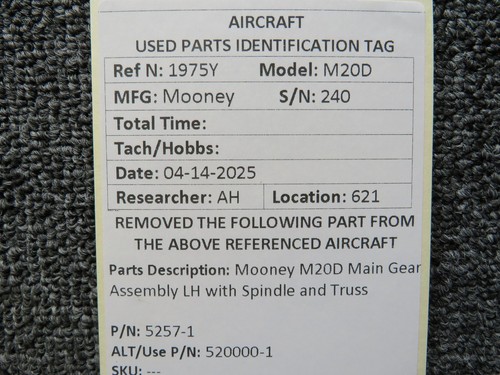 AIRCRAFT
USED PARTS IDENTIFICATION TAG
Ref N: 1975Y Model: M20D
MFG: Mooney S/N: 240
Total Time:
Tach/Hobbs:
Date: 04-14-2025
Researcher: AH Location: 621
REMOVED THE FOLLOWING PART FROM
THE ABOVE REFERENCED AIRCRAFT
Parts Description: Mooney M20D Main Gear
Assembly LH with Spindle and Truss
P/N: 5257-1
ALT/Use P/N: 520000-1
SKU: ---